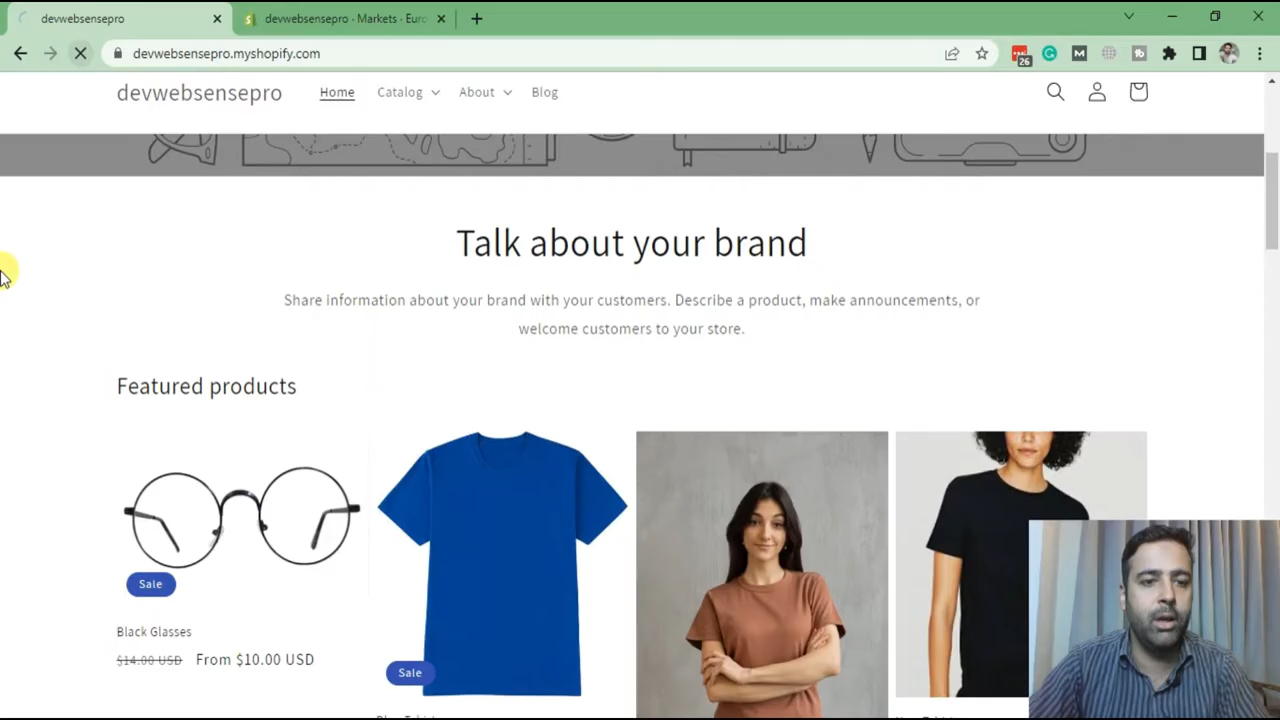 devwebsensepro
devwebsensepro · Markets · Euro
devwebsensepro.myshopify.com
26
devwebsensepro
Home
Catalog
About
Blog
Talk about your brand
Share information about your brand with your customers. Describe a product, make announcements, or
welcome customers to your store.
Featured products
Sale
Black Glasses
$14.00 USD From $10.00 USD
Sale